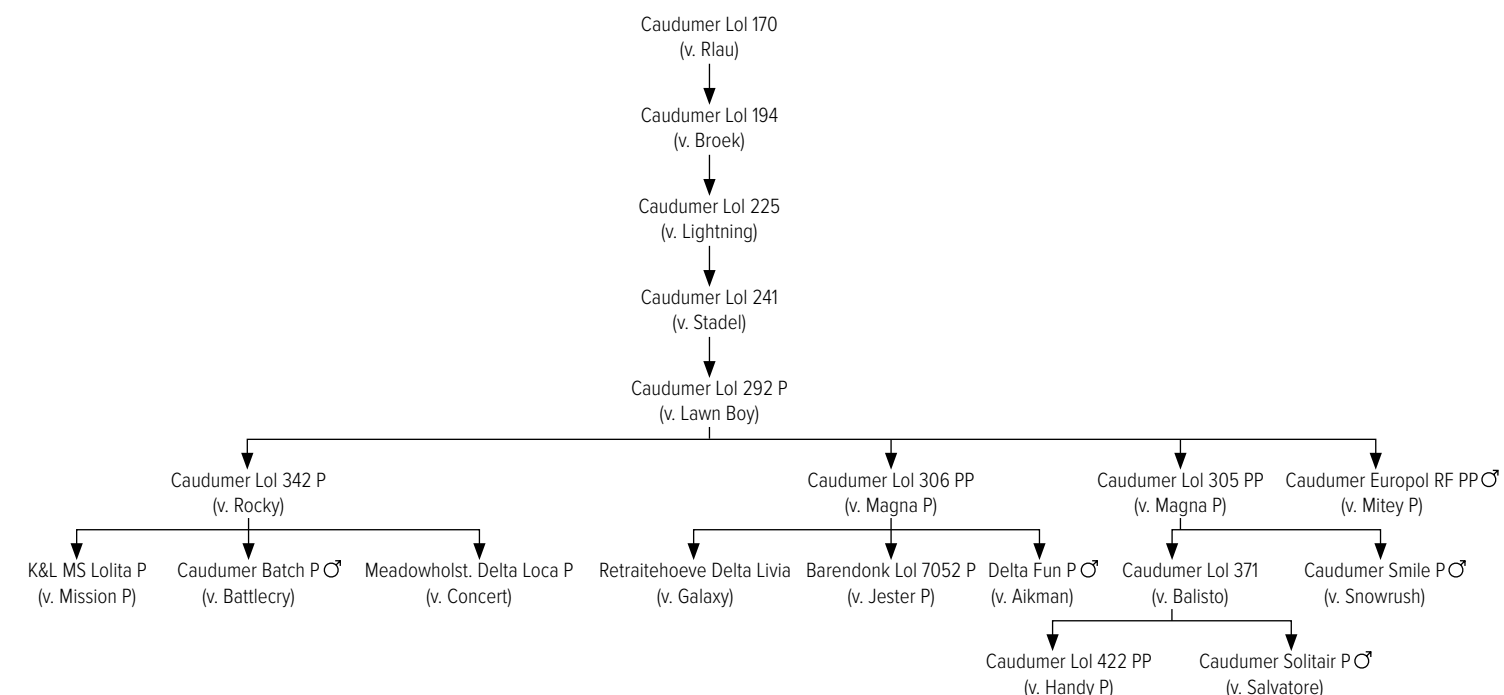 Caudumer Lol 170
(v. Rlau)
Caudumer Lol 194
(v. Broek)
Caudumer Lol 225
(v. Lightning)
Caudumer Lol 241
(v. Stadel)
Caudumer Lol 292 P
(v. Lawn Boy)
Caudumer Lol 342 P
(v. Rocky)
Caudumer Lol 306 PP
(v. Magna P)
Caudumer Lol 305 PP
(v. Magna P)
Caudumer Europol RF PP♂
(v. Mitey P)
K&L MS Lolita P
(v. Mission P)
Caudumer Batch P♂
(v. Battlecry)
Meadowholst. Delta Loca P
(v. Concert)
Retraitehoeve Delta Livia
(v. Galaxy)
Barendonk Lol 7052 P
(v. Jester P)
Delta Fun P♂
(v. Aikman)
Caudumer Lol 371
(v. Balisto)
Caudumer Smile P♂
(v. Snowrush)
Caudumer Lol 422 PP
(v. Handy P)
Caudumer Solitair P♂
(v. Salvatore)